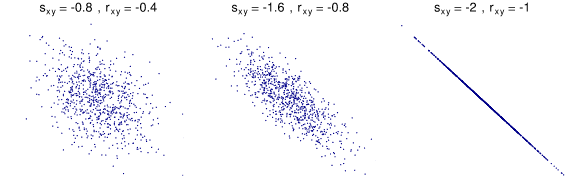 s_xy = -0.8 , r_xy = -0.4
s_xy = -1.6 , r_xy = -0.8
s_xy = -2 , r_xy = -1